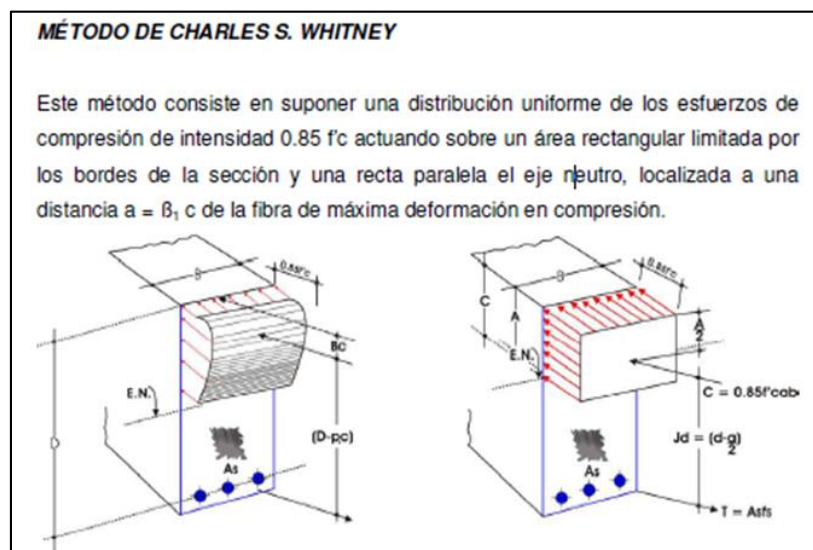 MÉTODO DE CHARLES S. WHITNEY
Este método consiste en suponer una distribución uniforme de los esfuerzos de
compresión de intensidad 0.85 f'c actuando sobre un área rectangular limitada por
los bordes de la sección y una recta paralela el eje neutro, localizada a una
distancia a = β₁ c de la fibra de máxima deformación en compresión.
B
0.85f'c
Bc
E.N.
D
As
B
0.85f'c
C
A
A
2
E.N.
C = 0.85f'cab
Jd = (d-a)
2
As
T = Asfs